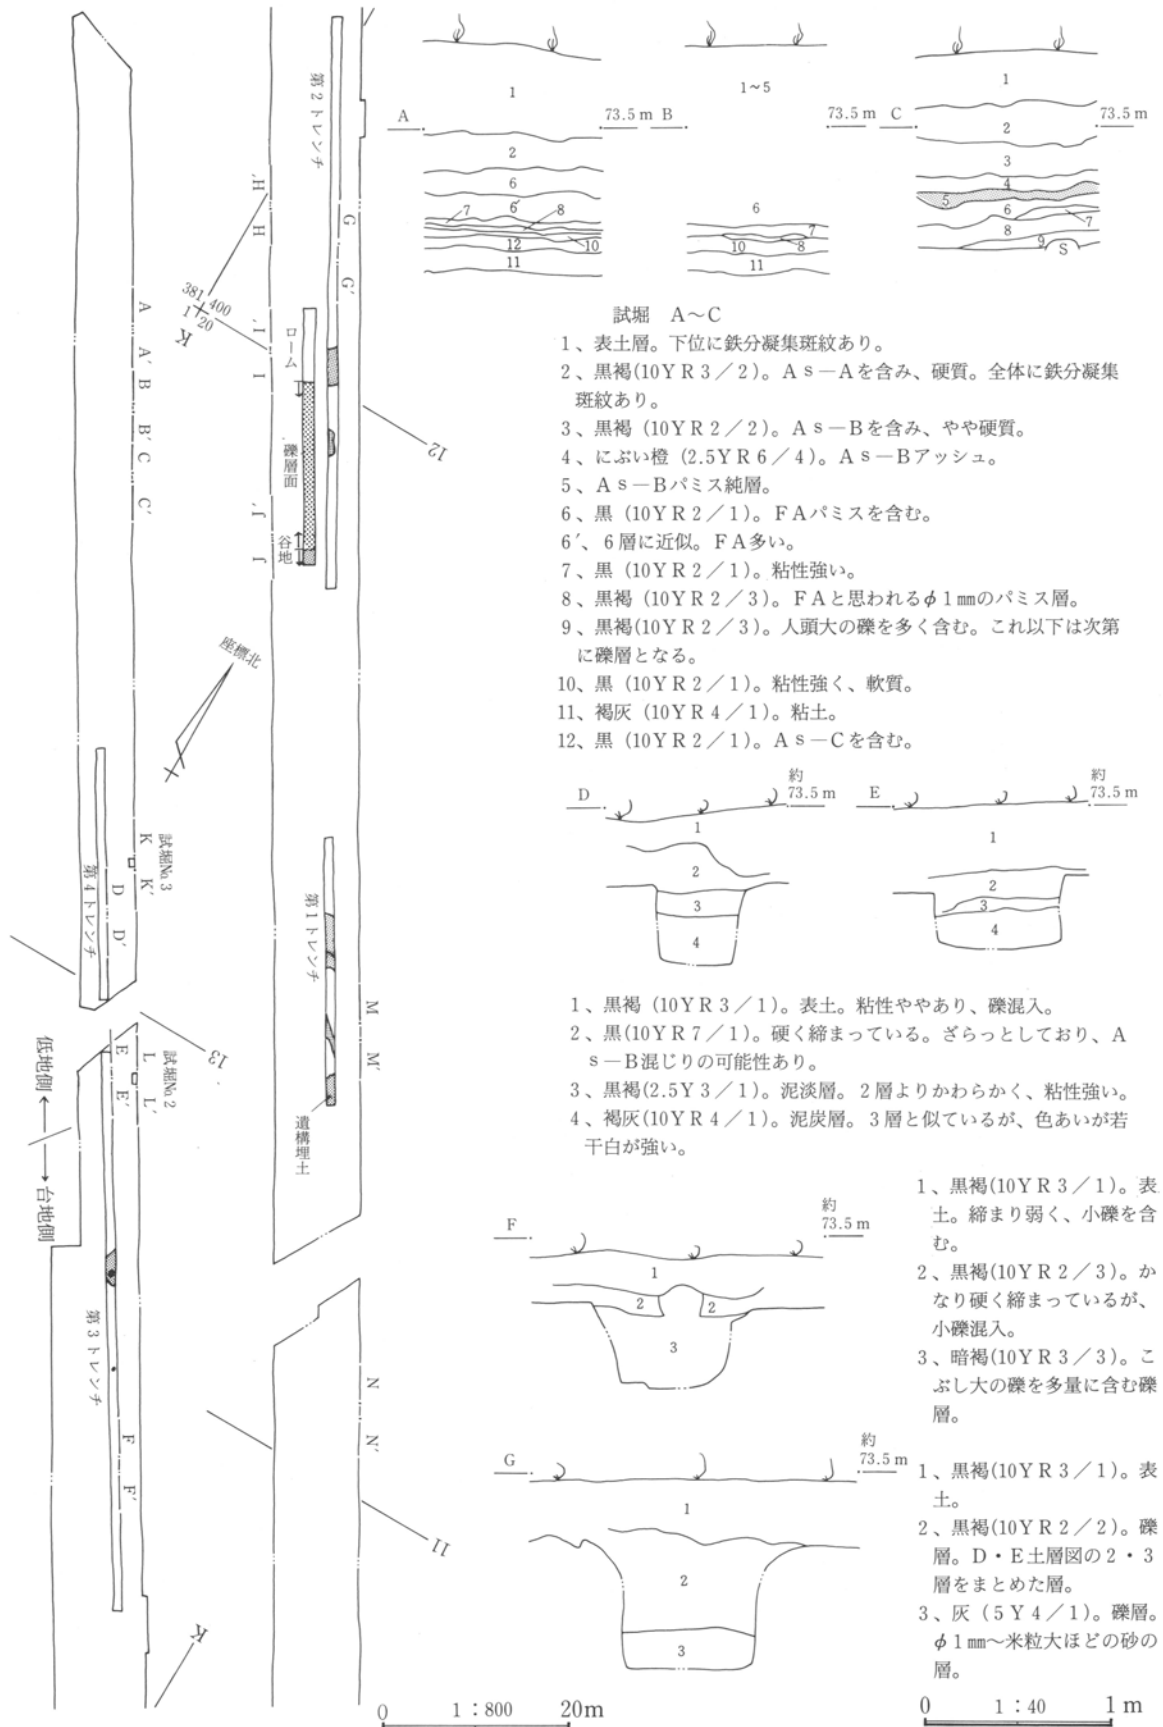 第2トレンチ
H′
H
G
G′
381,400
1 20
K
I′
I
ローム
礫層面
J′
谷地
J
12
A
A′
B
B′
C
C′
座標北
K
試掘No.3
K′
第4トレンチ
D
D′
第1トレンチ
M
M′
遺構埋土
13
E
L
試掘No.2
E′
L′
低地側
台地側
第3トレンチ
F
F′
N
N′
11
K
A 73.5m
1
2
6
6′
7 8
12 10
11
B 73.5m
1~5
6
7
10 8
11
C 73.5m
1
2
3
4
5
6
7
8
9 S
試掘 A~C
1、表土層。下位に鉄分凝集斑紋あり。
2、黒褐(10YR3/2)。As-Aを含み、硬質。全体に鉄分凝集
斑紋あり。
3、黒褐(10YR2/2)。As-Bを含み、やや硬質。
4、にぶい橙(2.5YR6/4)。As-Bアッシュ。
5、As-Bパミス純層。
6、黒(10YR2/1)。FAパミスを含む。
6′、6層に近似。FA多い。
7、黒(10YR2/1)。粘性強い。
8、黒褐(10YR2/3)。FAと思われるφ1㎜のパミス層。
9、黒褐(10YR2/3)。人頭大の礫を多く含む。これ以下は次第
に礫層となる。
10、黒(10YR2/1)。粘性強く、軟質。
11、褐灰(10YR4/1)。粘土。
12、黒(10YR2/1)。As-Cを含む。
D 約
73.5m
1
2
3
4
E 約
73.5m
1
2
3
4
1、黒褐(10YR3/1)。表土。粘性ややあり、礫混入。
2、黒(10YR7/1)。硬く締まっている。ざらっとしており、A
s-B混じりの可能性あり。
3、黒褐(2.5Y3/1)。泥淡層。2層よりかわらかく、粘性強い。
4、褐灰(10YR4/1)。泥炭層。3層と似ているが、色あいが若
干白が強い。
F 約
73.5m
1
2 2
3
1、黒褐(10YR3/1)。表
土。締まり弱く、小礫を含
む。
2、黒褐(10YR2/3)。か
なり硬く締まっているが、
小礫混入。
3、暗褐(10YR3/3)。こ
ぶし大の礫を多量に含む礫
層。
G 約
73.5m
1
2
3
1、黒褐(10YR3/1)。表
土。
2、黒褐(10YR2/2)。礫
層。D・E土層図の2・3
層をまとめた層。
3、灰(5Y4/1)。礫層。
φ1㎜~米粒大ほどの砂の
層。
0 1:800 20m
0 1:40 1m